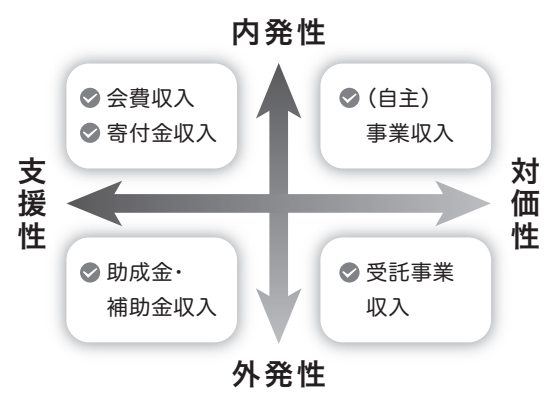 内発性
会費収入
寄付金収入
(自主)
事業収入
支援性
対価性
助成金・
補助金収入
受託事業
収入
外発性